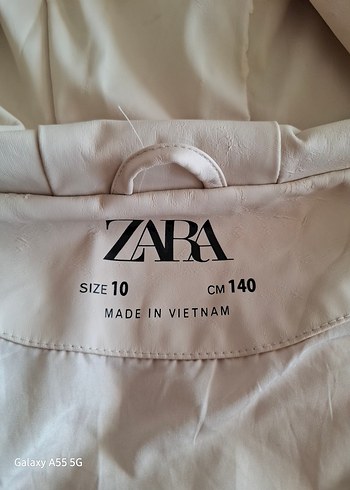 ZARA
SIZE 10 CM 140
MADE IN VIETNAM
Galaxy A55 5G